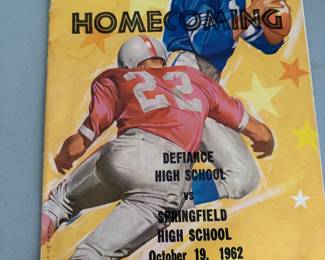 HOMECOMING
22
DEFIANCE
HIGH SCHOOL
VS
SPRINGFIELD
HIGH SCHOOL
October 19, 1962